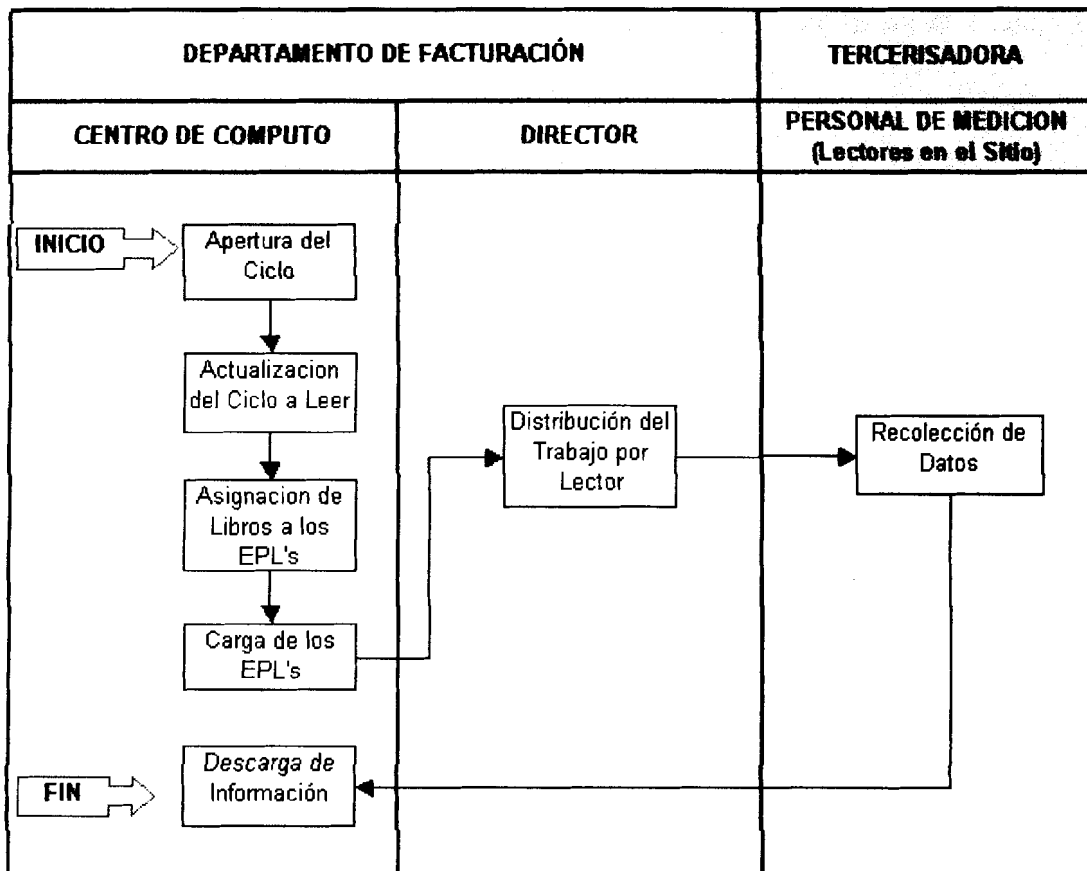 DEPARTAMENTO DE FACTURACIÓN
TERCERISADORA
CENTRO DE COMPUTO
DIRECTOR
PERSONAL DE MEDICION
(Lectores en el Sitio)
INICIO
Apertura del
Ciclo
Actualizacion
del Ciclo a Leer
Asignacion de
Libros a los
EPL's
Carga de los
EPL's
Distribución del
Trabajo por
Lector
Recolección de
Datos
FIN
Descarga de
Información